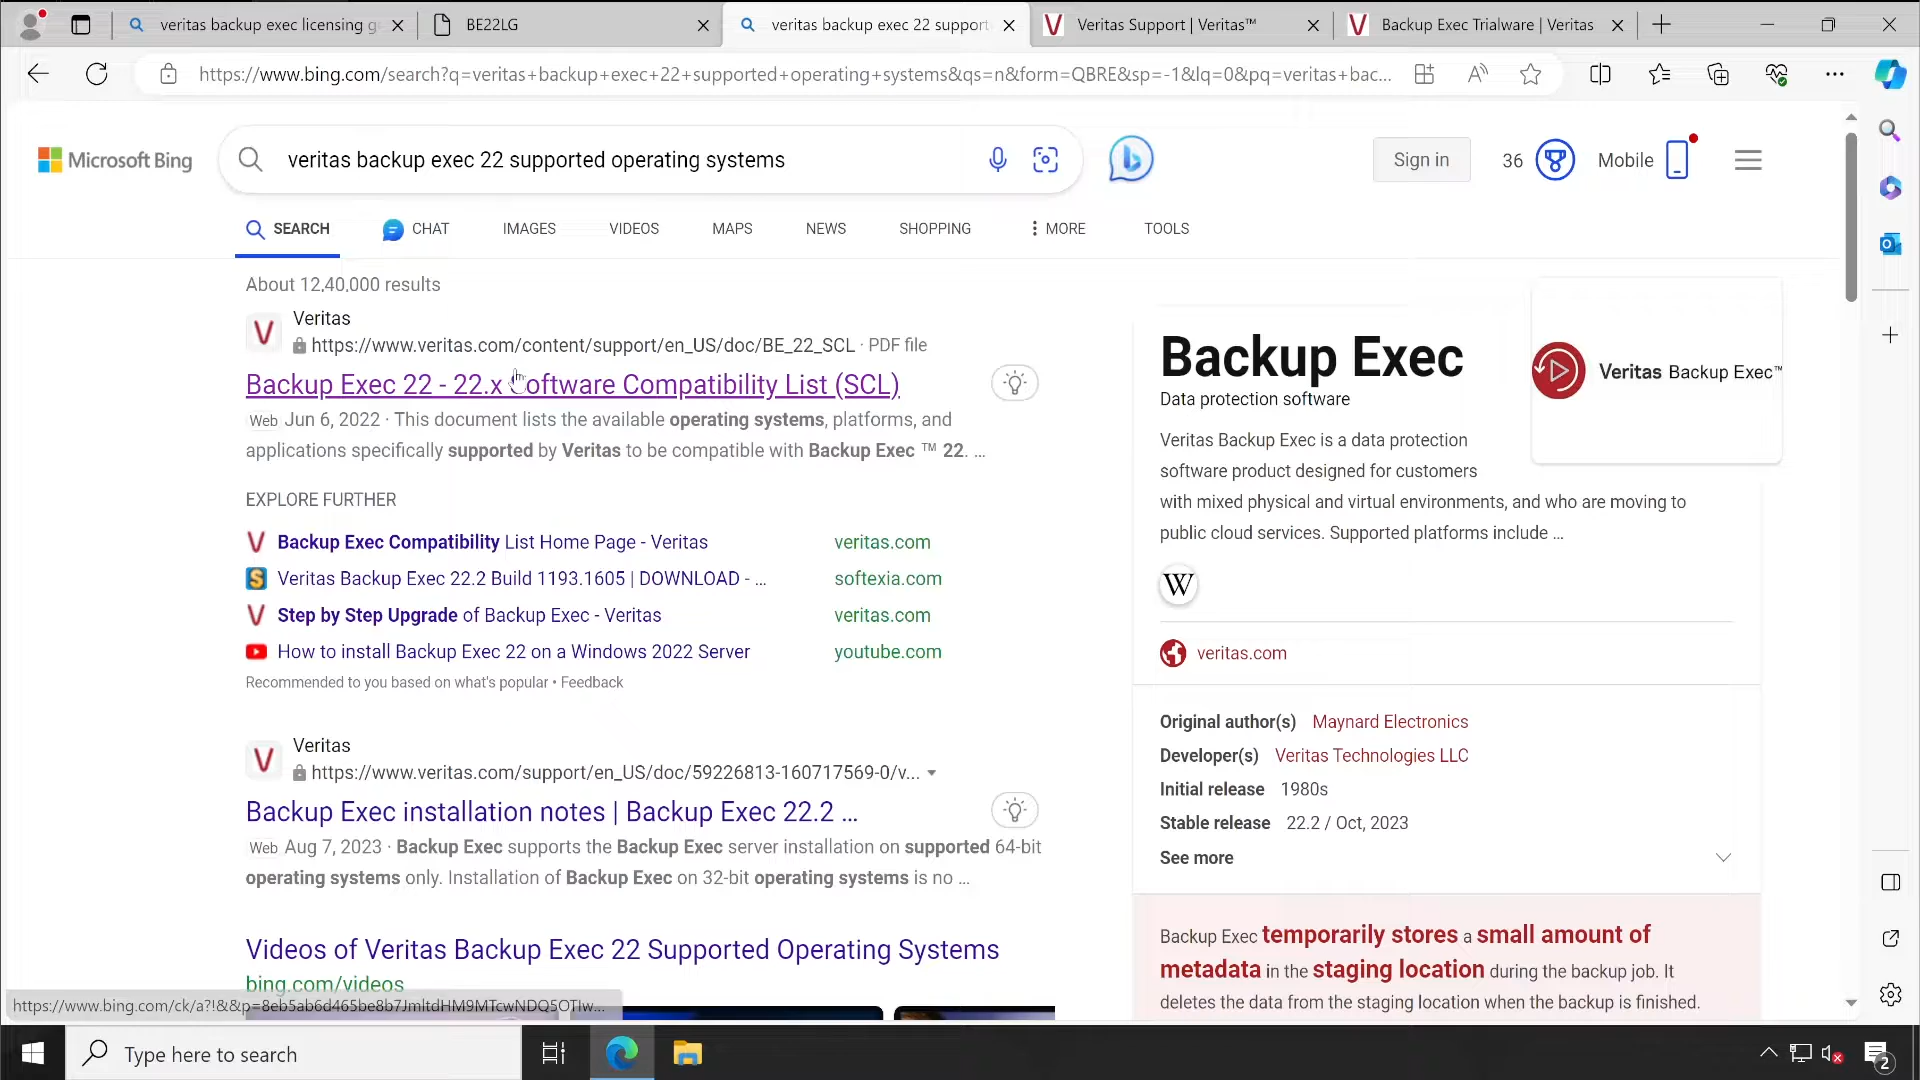 veritas backup exec licensing g
BE22LG
veritas backup exec 22 support
Veritas Support | Veritas™
Backup Exec Trialware | Veritas
https://www.bing.com/search?q=veritas+backup+exec+22+supported+operating+systems&qs=n&form=QBRE&sp=-1&lq=0&pq=veritas+bac...
Microsoft Bing
veritas backup exec 22 supported operating systems
Sign in
36
Mobile
SEARCH
CHAT
IMAGES
VIDEOS
MAPS
NEWS
SHOPPING
MORE
TOOLS
About 12,40,000 results
Veritas
https://www.veritas.com/content/support/en_US/doc/BE_22_SCL · PDF file
Backup Exec 22 - 22.x Software Compatibility List (SCL)
Web Jun 6, 2022 · This document lists the available operating systems, platforms, and
applications specifically supported by Veritas to be compatible with Backup Exec ™ 22. ...
EXPLORE FURTHER
Backup Exec Compatibility List Home Page - Veritas veritas.com
Veritas Backup Exec 22.2 Build 1193.1605 | DOWNLOAD - ... softexia.com
Step by Step Upgrade of Backup Exec - Veritas veritas.com
How to install Backup Exec 22 on a Windows 2022 Server youtube.com
Recommended to you based on what's popular • Feedback
Veritas
https://www.veritas.com/support/en_US/doc/59226813-160717569-0/v...
Backup Exec installation notes | Backup Exec 22.2 ...
Web Aug 7, 2023 · Backup Exec supports the Backup Exec server installation on supported 64-bit
operating systems only. Installation of Backup Exec on 32-bit operating systems is no ...
Videos of Veritas Backup Exec 22 Supported Operating Systems
bing.com/videos
https://www.bing.com/ck/a?!&&p=8eb5ab6d465be8b7JmltdHM9MTcwNDQ5OTIw...
Backup Exec
Data protection software
Veritas Backup Exec™
Veritas Backup Exec is a data protection
software product designed for customers
with mixed physical and virtual environments, and who are moving to
public cloud services. Supported platforms include ...
W
veritas.com
Original author(s) Maynard Electronics
Developer(s) Veritas Technologies LLC
Initial release 1980s
Stable release 22.2 / Oct, 2023
See more
Backup Exec temporarily stores a small amount of
metadata in the staging location during the backup job. It
deletes the data from the staging location when the backup is finished.
Type here to search
2